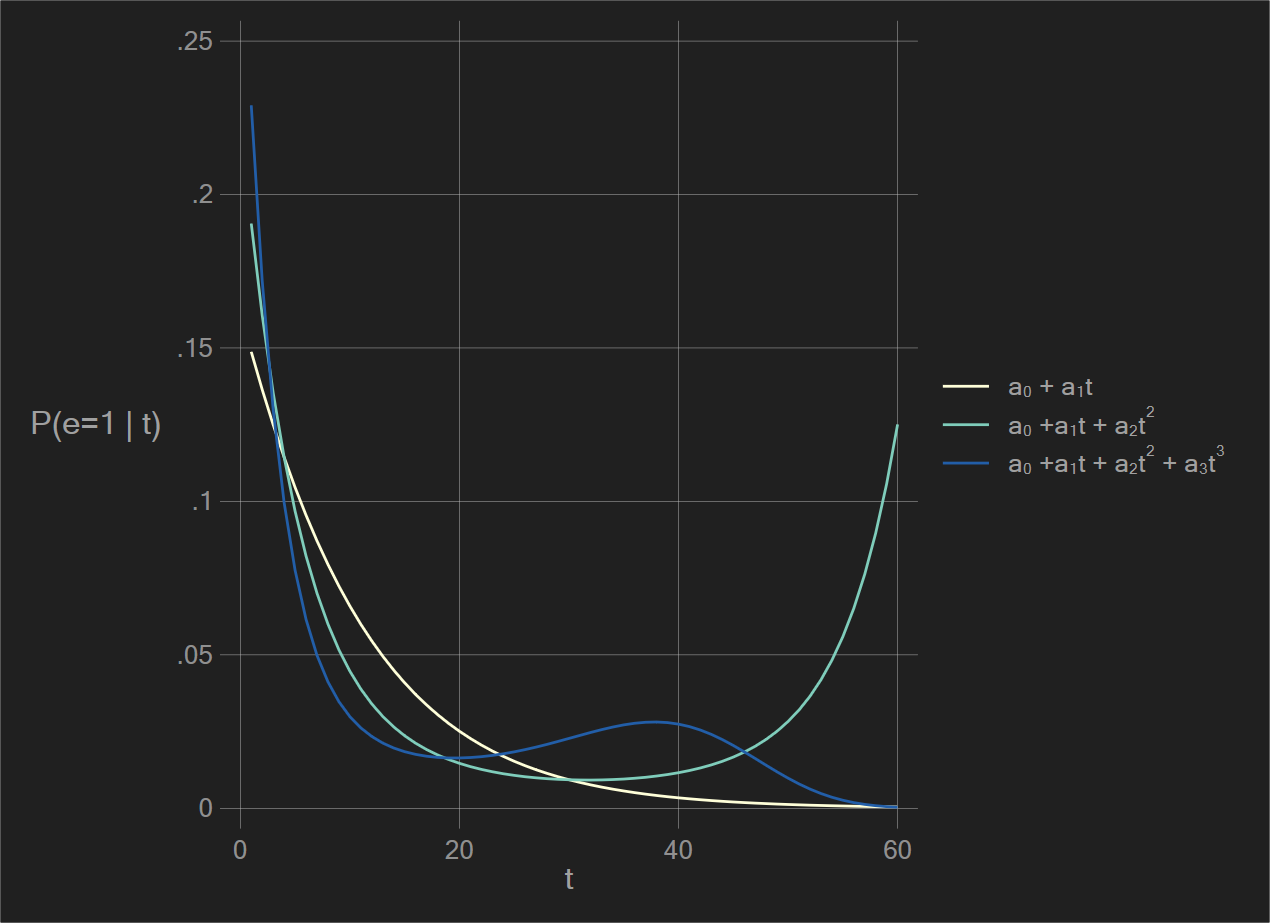 .25
.2
.15
.1
.05
0
P(e=1 | t)
0 20 40 60
t
a₀ + a₁t
a₀ +a₁t + a₂t²
a₀ +a₁t + a₂t² + a₃t³